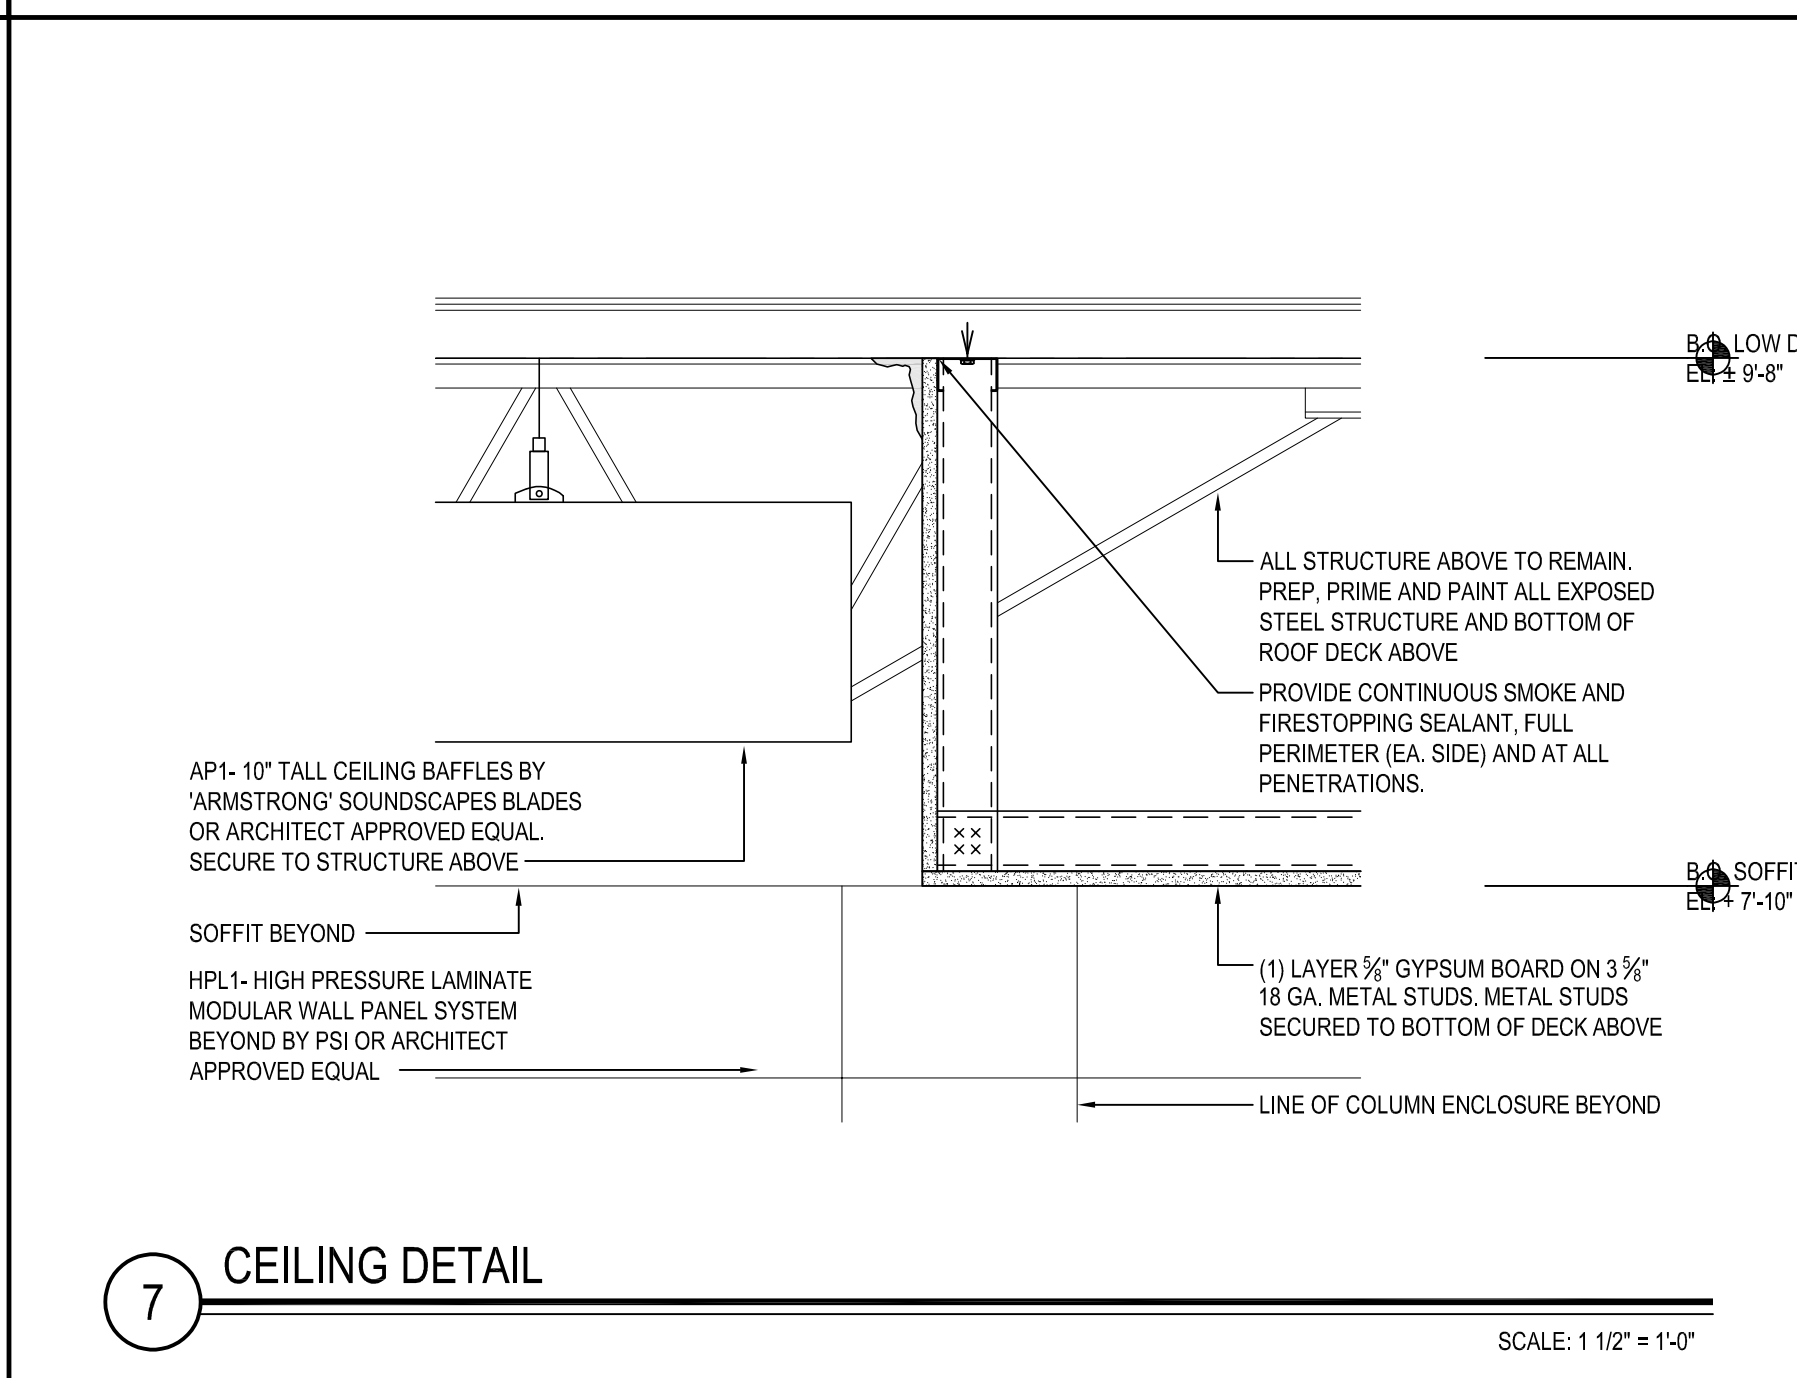 B.O. LOW D
EL: ± 9'-8"
ALL STRUCTURE ABOVE TO REMAIN.
PREP, PRIME AND PAINT ALL EXPOSED
STEEL STRUCTURE AND BOTTOM OF
ROOF DECK ABOVE
PROVIDE CONTINUOUS SMOKE AND
FIRESTOPPING SEALANT, FULL
PERIMETER (EA. SIDE) AND AT ALL
PENETRATIONS.
AP1- 10" TALL CEILING BAFFLES BY
'ARMSTRONG' SOUNDSCAPES BLADES
OR ARCHITECT APPROVED EQUAL.
SECURE TO STRUCTURE ABOVE
B.O. SOFFIT
EL: + 7'-10"
SOFFIT BEYOND
HPL1- HIGH PRESSURE LAMINATE
MODULAR WALL PANEL SYSTEM
BEYOND BY PSI OR ARCHITECT
APPROVED EQUAL
(1) LAYER 5/8" GYPSUM BOARD ON 3 5/8"
18 GA. METAL STUDS. METAL STUDS
SECURED TO BOTTOM OF DECK ABOVE
LINE OF COLUMN ENCLOSURE BEYOND
7
CEILING DETAIL
SCALE: 1 1/2" = 1'-0"